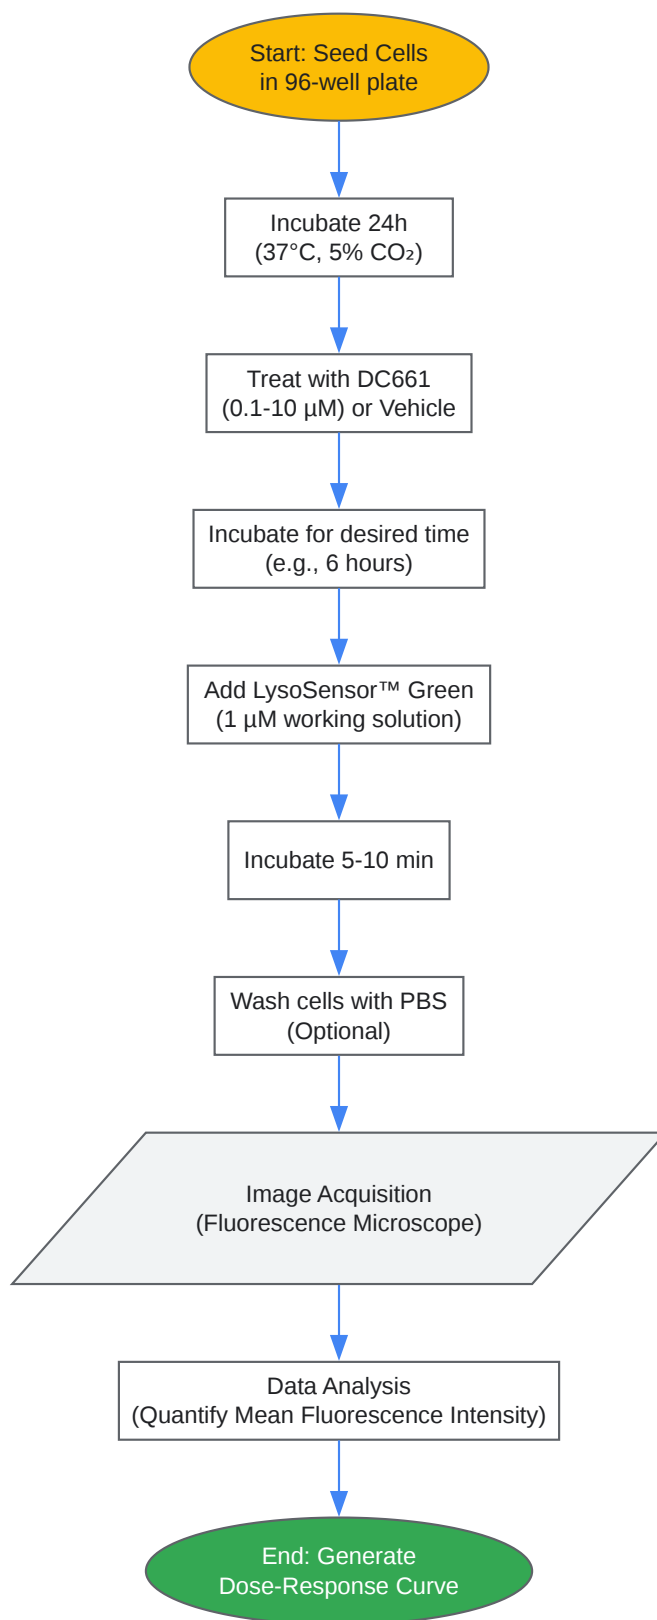 Start: Seed Cells
in 96-well plate
Incubate 24h
(37°C, 5% CO₂)
Treat with DC661
(0.1-10 µM) or Vehicle
Incubate for desired time
(e.g., 6 hours)
Add LysoSensor™ Green
(1 µM working solution)
Incubate 5-10 min
Wash cells with PBS
(Optional)
Image Acquisition
(Fluorescence Microscope)
Data Analysis
(Quantify Mean Fluorescence Intensity)
End: Generate
Dose-Response Curve